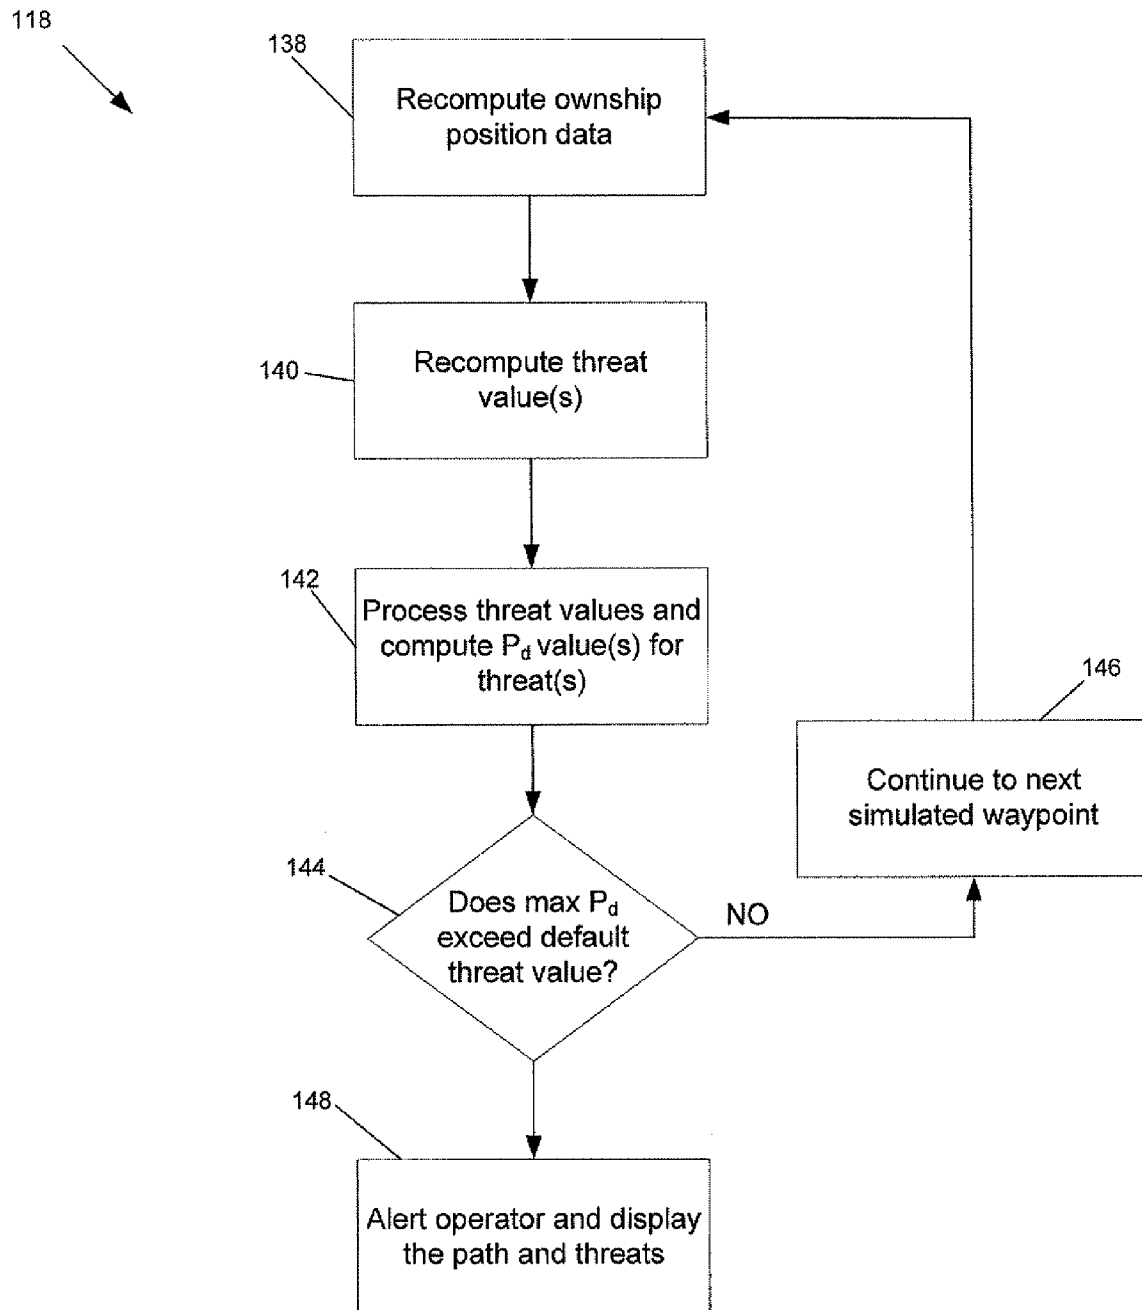 118
138
Recompute ownship
position data
140
Recompute threat
value(s)
142
Process threat values and
compute Pd value(s) for
threat(s)
146
Continue to next
simulated waypoint
144
Does max Pd
exceed default
threat value?
NO
148
Alert operator and display
the path and threats